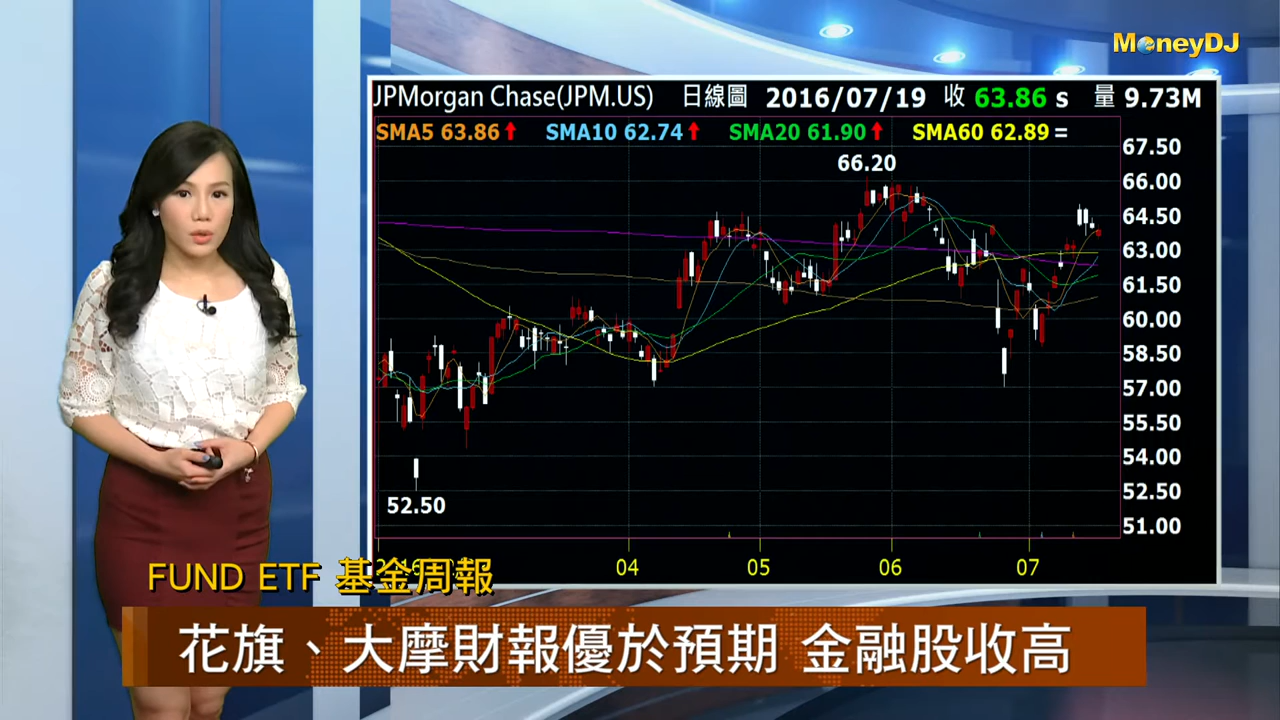 MoneyDJ
JPMorgan Chase(JPM.US) 日線圖 2016/07/19 收 63.86 s 量 9.73M
SMA5 63.86↑ SMA10 62.74↑ SMA20 61.90↑ SMA60 62.89 =
67.50
66.20
66.00
64.50
63.00
61.50
60.00
58.50
57.00
55.50
54.00
52.50
52.50
51.00
04 05 06 07
FUND ETF 基金周報
花旗、大摩財報優於預期 金融股收高